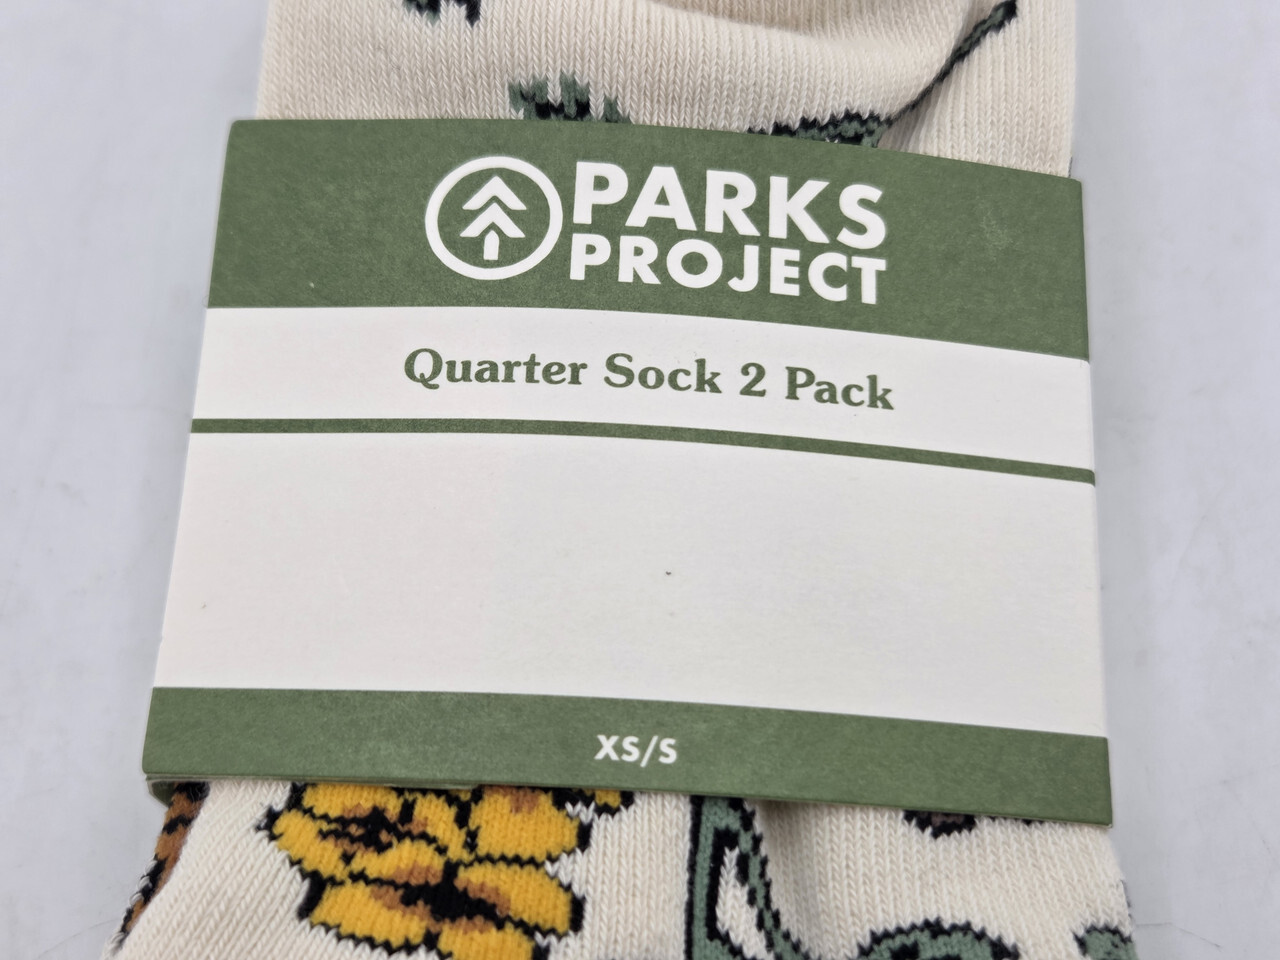 PARKS
PROJECT
Quarter Sock 2 Pack
XS/S